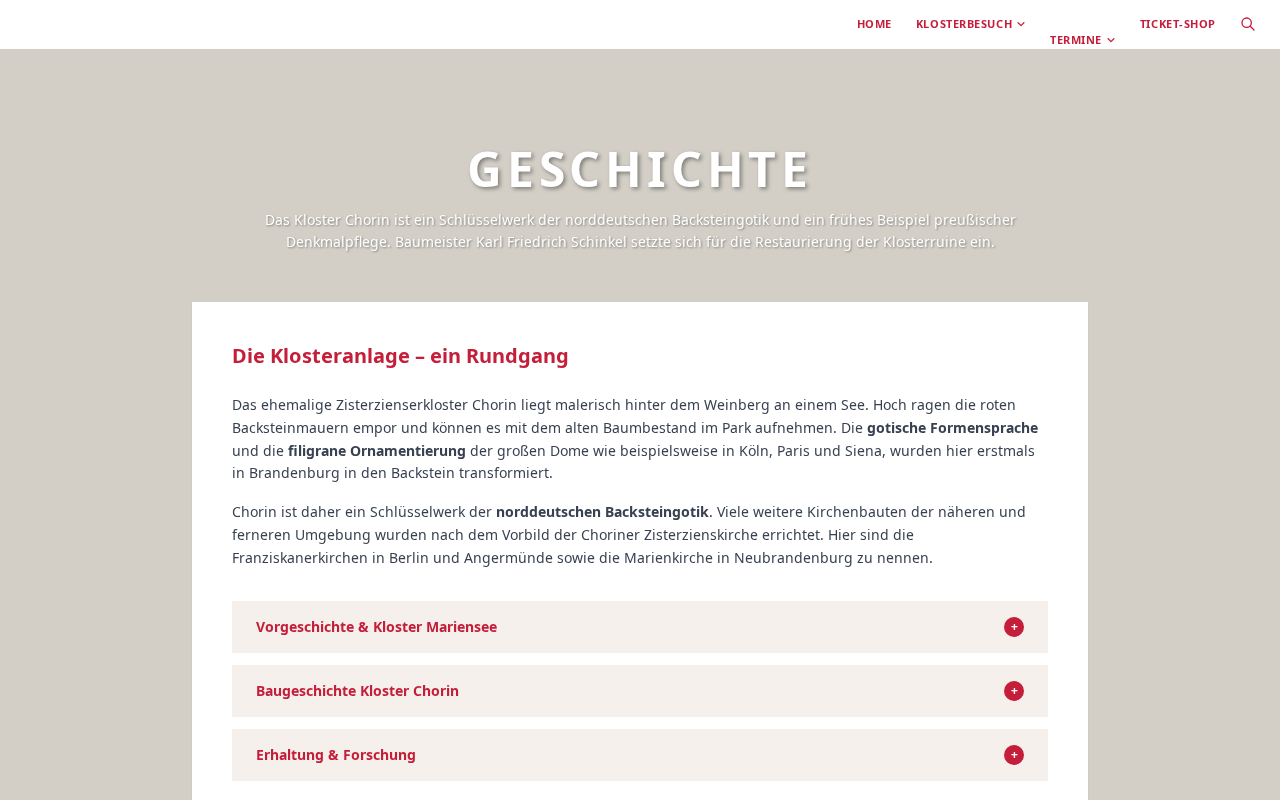 HOME KLOSTERBESUCH TERMINE TICKET-SHOP
GESCHICHTE
Das Kloster Chorin ist ein Schlüsselwerk der norddeutschen Backsteingotik und ein frühes Beispiel preußischer
Denkmalpflege. Baumeister Karl Friedrich Schinkel setzte sich für die Restaurierung der Klosterruine ein.
Die Klosteranlage – ein Rundgang
Das ehemalige Zisterzienserkloster Chorin liegt malerisch hinter dem Weinberg an einem See. Hoch ragen die roten
Backsteinmauern empor und können es mit dem alten Baumbestand im Park aufnehmen. Die gotische Formensprache
und die filigrane Ornamentierung der großen Dome wie beispielsweise in Köln, Paris und Siena, wurden hier erstmals
in Brandenburg in den Backstein transformiert.
Chorin ist daher ein Schlüsselwerk der norddeutschen Backsteingotik. Viele weitere Kirchenbauten der näheren und
ferneren Umgebung wurden nach dem Vorbild der Choriner Zisterzienskirche errichtet. Hier sind die
Franziskanerkirchen in Berlin und Angermünde sowie die Marienkirche in Neubrandenburg zu nennen.
Vorgeschichte & Kloster Mariensee +
Baugeschichte Kloster Chorin +
Erhaltung & Forschung +